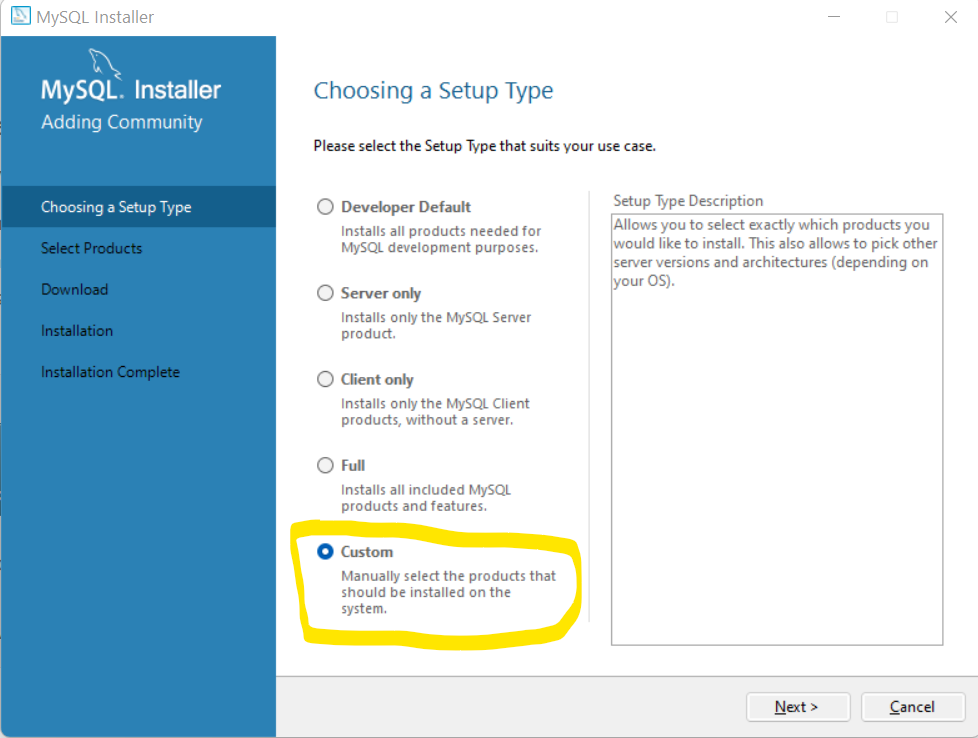 MySQL Installer
MySQL. Installer
Adding Community
Choosing a Setup Type
Select Products
Download
Installation
Installation Complete
Choosing a Setup Type
Please select the Setup Type that suits your use case.
Developer Default
Installs all products needed for
MySQL development purposes.
Server only
Installs only the MySQL Server
product.
Client only
Installs only the MySQL Client
products, without a server.
Full
Installs all included MySQL
products and features.
Custom
Manually select the products that
should be installed on the
system.
Setup Type Description
Allows you to select exactly which products you
would like to install. This also allows to pick other
server versions and architectures (depending on
your OS).
Next >
Cancel